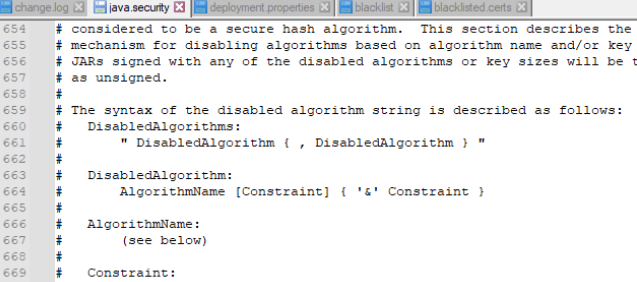 change.log java.security deployment.properties blacklist blacklisted.certs
654 # considered to be a secure hash algorithm. This section describes the
655 # mechanism for disabling algorithms based on algorithm name and/or key
656 # JARs signed with any of the disabled algorithms or key sizes will be t
657 # as unsigned.
658 #
659 # The syntax of the disabled algorithm string is described as follows:
660 # DisabledAlgorithms:
661 # " DisabledAlgorithm { , DisabledAlgorithm } "
662 #
663 # DisabledAlgorithm:
664 # AlgorithmName [Constraint] { '&' Constraint }
665 #
666 # AlgorithmName:
667 # (see below)
668 #
669 # Constraint: